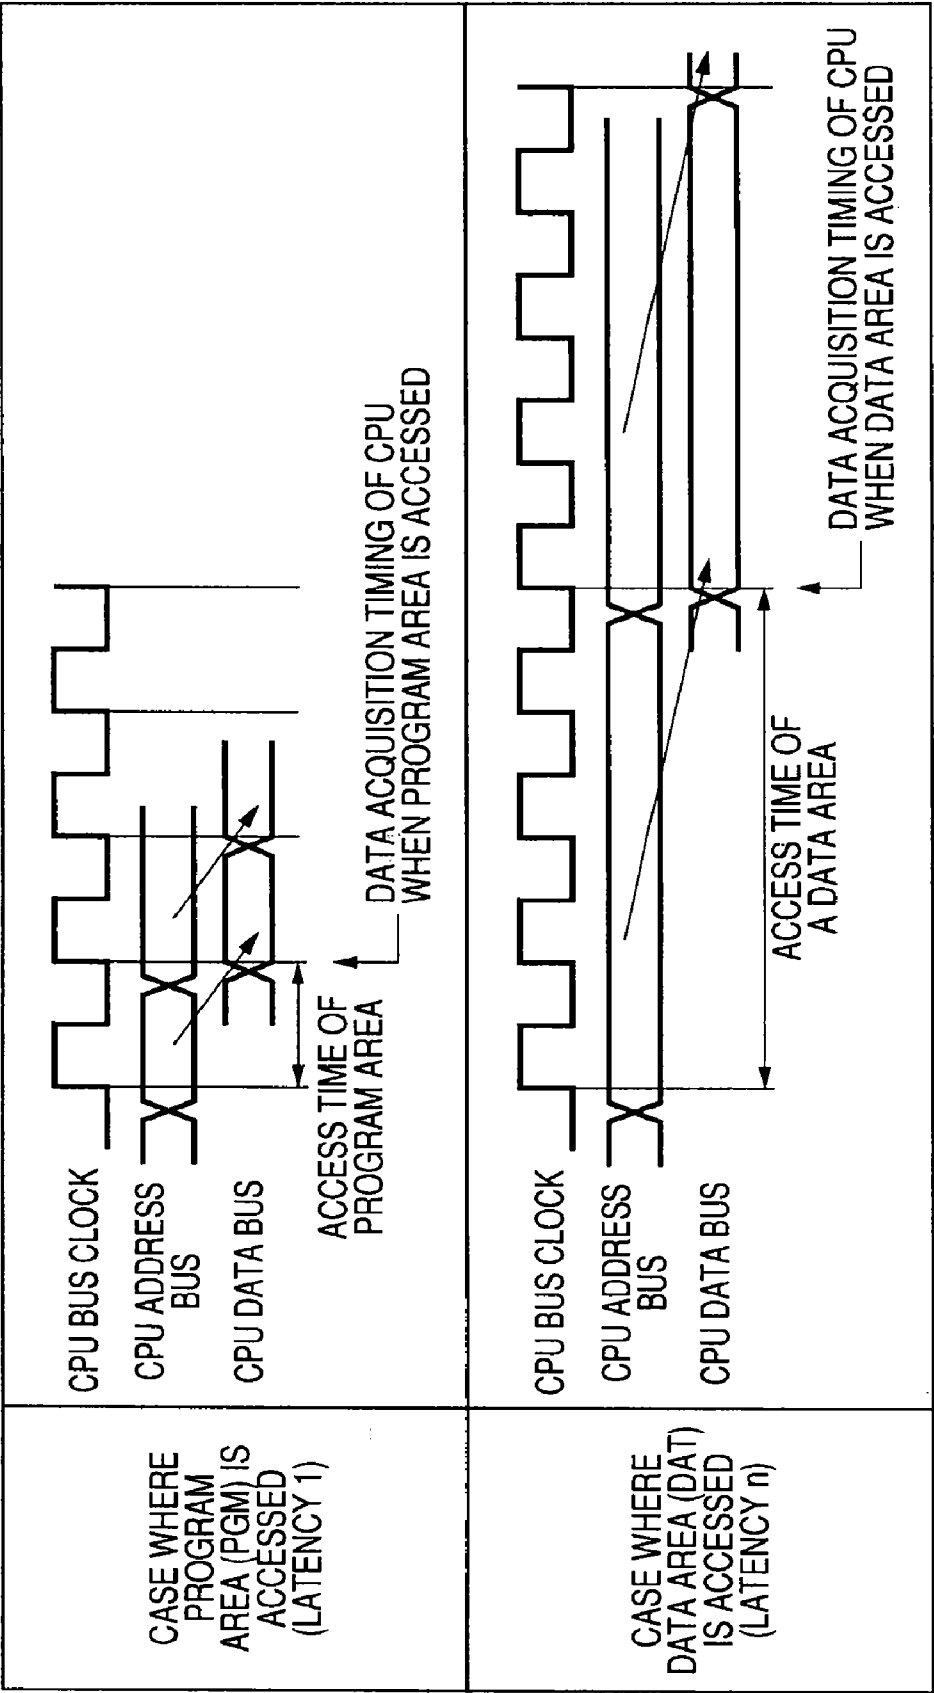 CASE WHERE
PROGRAM
AREA (PGM) IS
ACCESSED
(LATENCY 1)
CPU BUS CLOCK
CPU ADDRESS
BUS
CPU DATA BUS
ACCESS TIME OF
PROGRAM AREA
DATA ACQUISITION TIMING OF CPU
WHEN PROGRAM AREA IS ACCESSED
CASE WHERE
DATA AREA (DAT)
IS ACCESSED
(LATENCY n)
CPU BUS CLOCK
CPU ADDRESS
BUS
CPU DATA BUS
ACCESS TIME OF
A DATA AREA
DATA ACQUISITION TIMING OF CPU
WHEN DATA AREA IS ACCESSED